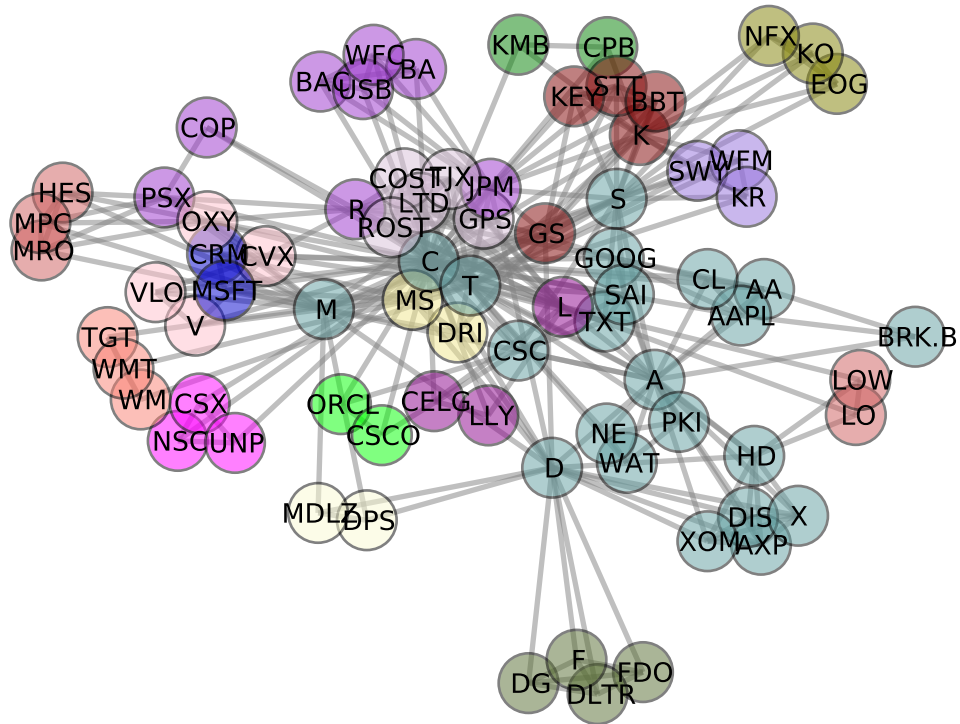 NFX
KMB
CPB
KO
WFC
BA
BAC
USB
EOG
STT
KEY
BBT
COP
K
WFM
SWY
COST
TJX
JPM
HES
PSX
KR
S
LTD
R
OXY
GPS
MPC
ROST
GS
MRO
CRM
CVX
GOOG
C
CL
T
AA
VLO
MSFT
SAI
MS
L
M
AAPL
TXT
V
DRI
TGT
BRK.B
CSC
WMT
A
LOW
WM
CSX
ORCL
CELG
LLY
LO
PKI
CSCO
NE
NSC
UNP
WAT
HD
D
MDLZ
DPS
DIS
X
XOM
AXP
F
FDO
DG
DLTR